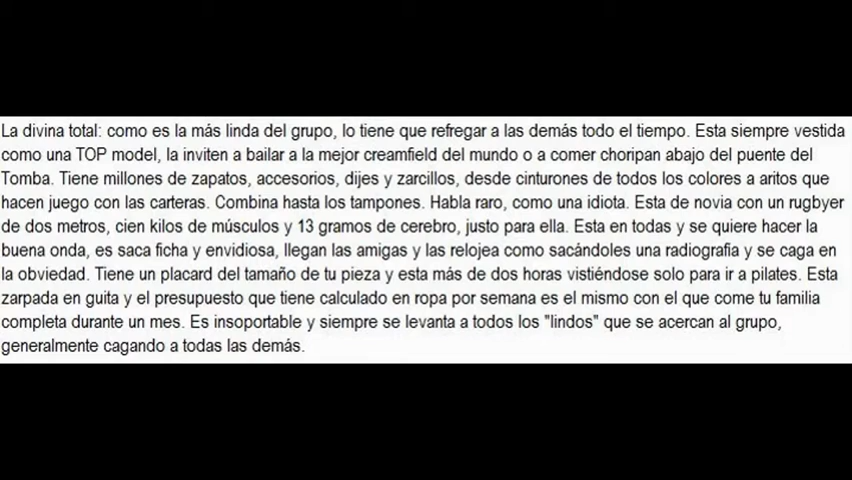 La divina total: como es la más linda del grupo, lo tiene que refregar a las demás todo el tiempo. Esta siempre vestida
como una TOP model, la inviten a bailar a la mejor creamfield del mundo o a comer choripan abajo del puente del
Tomba. Tiene millones de zapatos, accesorios, dijes y zarcillos, desde cinturones de todos los colores a aritos que
hacen juego con las carteras. Combina hasta los tampones. Habla raro, como una idiota. Esta de novia con un rugbyer
de dos metros, cien kilos de músculos y 13 gramos de cerebro, justo para ella. Esta en todas y se quiere hacer la
buena onda, es saca ficha y envidiosa, llegan las amigas y las relojea como sacándoles una radiografia y se caga en
la obviedad. Tiene un placard del tamaño de tu pieza y esta más de dos horas vistiéndose solo para ir a pilates. Esta
zarpada en guita y el presupuesto que tiene calculado en ropa por semana es el mismo con el que come tu familia
completa durante un mes. Es insoportable y siempre se levanta a todos los "lindos" que se acercan al grupo,
generalmente cagando a todas las demás.